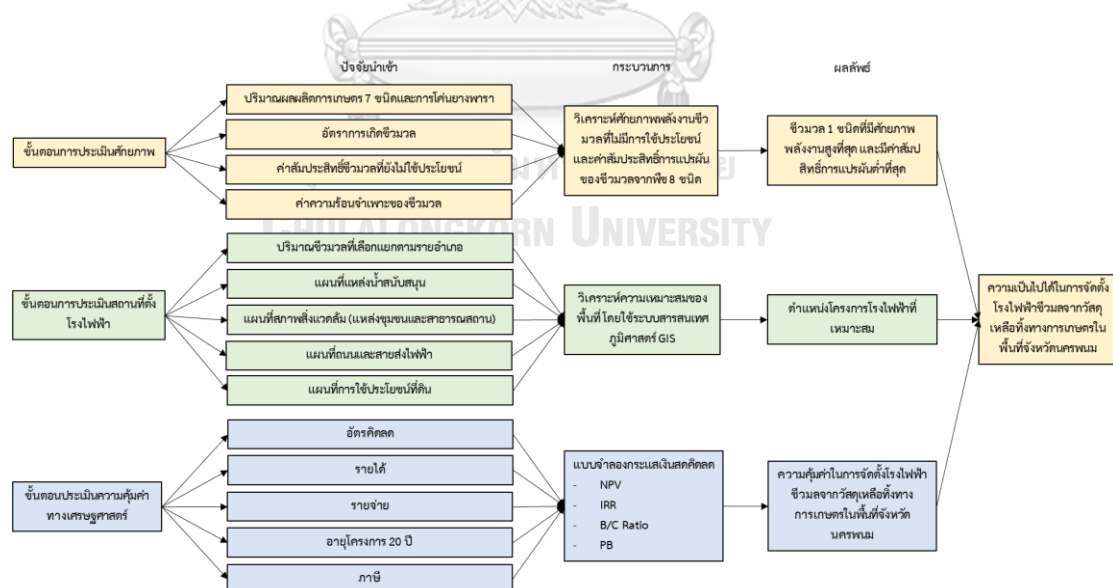 ปัจจัยนำเข้า
กระบวนการ
ผลลัพธ์
ขั้นตอนการประเมินศักยภาพ
ปริมาณผลผลิตการเกษตร 7 ชนิดและการโค่นยางพารา
อัตราการเกิดชีวมวล
ค่าสัมประสิทธิ์ชีวมวลที่ยังไม่ใช้ประโยชน์
ค่าความร้อนจำเพาะของชีวมวล
วิเคราะห์ศักยภาพพลังงานชีว
มวลที่ไม่มีการใช้ประโยชน์
และค่าสัมประสิทธิ์การแปรผัน
ของชีวมวลจากพืช 8 ชนิด
ชีวมวล 1 ชนิดที่มีศักยภาพ
พลังงานสูงที่สุด และมีค่าสัมป
สิทธิ์การแปรผันต่ำที่สุด
CHULALONGKORN UNIVERSITY
ขั้นตอนการประเมินสถานที่ตั้ง
โรงไฟฟ้า
ปริมาณชีวมวลที่เลือกแยกตามรายอำเภอ
แผนที่แหล่งน้ำสนับสนุน
แผนที่สภาพสิ่งแวดล้อม (แหล่งชุมชนและสาธารณสถาน)
แผนที่ถนนและสายส่งไฟฟ้า
แผนที่การใช้ประโยชน์ที่ดิน
วิเคราะห์ความเหมาะสมของ
พื้นที่ โดยใช้ระบบสารสนเทศ
ภูมิศาสตร์ GIS
ตำแหน่งโครงการโรงไฟฟ้าที่
เหมาะสม
ความเป็นไปได้ในการจัดตั้ง
โรงไฟฟ้าชีวมวลจากวัสดุ
เหลือทิ้งทางการเกษตรใน
พื้นที่จังหวัดนครพนม
ขั้นตอนประเมินความคุ้มค่า
ทางเศรษฐศาสตร์
อัตรคิดลด
รายได้
รายจ่าย
อายุโครงการ 20 ปี
ภาษี
แบบจำลองกระแสเงินสดคิดลด
- NPV
- IRR
- B/C Ratio
- PB
ความคุ้มค่าในการจัดตั้งโรงไฟฟ้า
ชีวมวลจากวัสดุเหลือทิ้งทาง
การเกษตรในพื้นที่จังหวัด
นครพนม